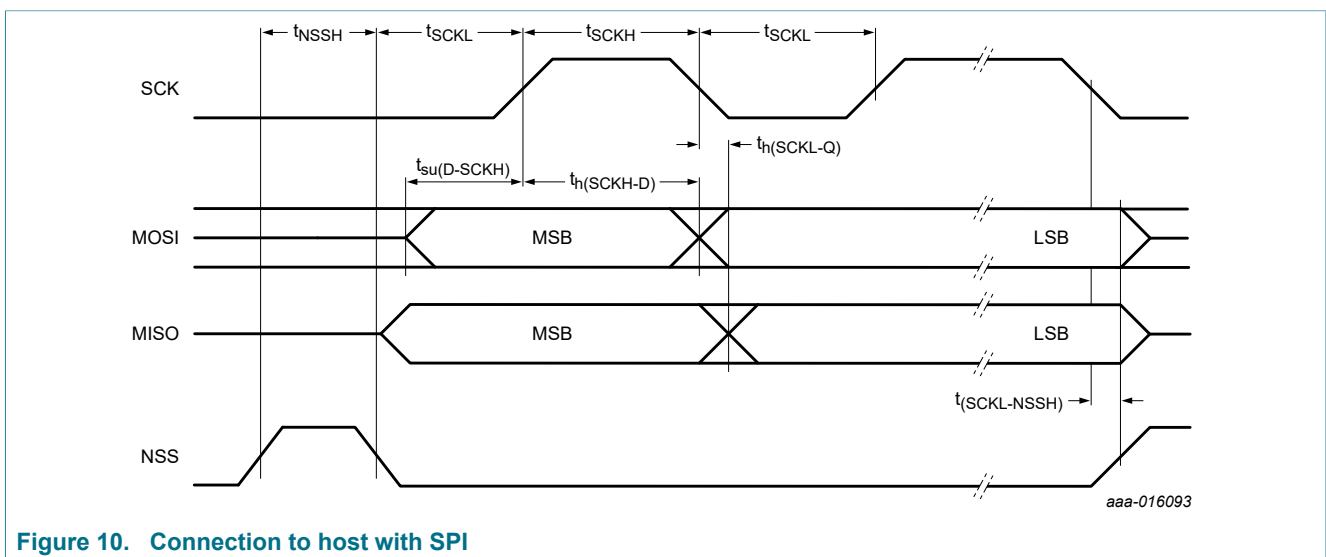 tNSSH tSCKL tSCKH tSCKL
SCK
th(SCKL-Q)
tsu(D-SCKH) th(SCKH-D)
MOSI MSB LSB
MISO MSB LSB
t(SCKL-NSSH)
NSS
aaa-016093
Figure 10. Connection to host with SPI